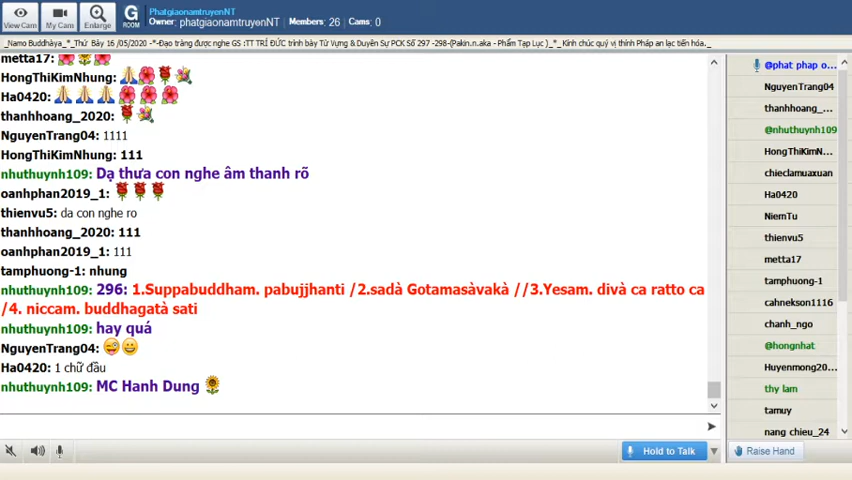 View Cam
My Cam
Enlarge
G
ROOM
PhatgiaonamtruyenNT
Owner: phatgiaonamtruyenNT Members: 26 Cams: 0
_Namo Buddhàya_*_Thứ Bảy 16 /05/2020 -*-Đạo tràng được nghe GS :TT TRÍ ĐỨC trình bày Từ Vựng & Duyên Sự PCK Số 297 -298-(Pakin.n.aka - Phẩm Tạp Lục )_*_ Kính chúc quý vị thính Pháp an lạc tiến hóa._
metta17:
HongThiKimNhung:
Ha0420:
thanhhoang_2020:
NguyenTrang04: 1111
HongThiKimNhung: 111
nhuthuynh109: Dạ thưa con nghe âm thanh rõ
oanhphan2019_1:
thienvu5: da con nghe ro
thanhhoang_2020: 111
oanhphan2019_1: 111
tamphuong-1: nhung
nhuthuynh109: 296: 1.Suppabuddham. pabujjhanti /2.sadà Gotamasàvakà //3.Yesam. divà ca ratto ca
/4. niccam. buddhagatà sati
nhuthuynh109: hay quá
NguyenTrang04:
Ha0420: 1 chữ đầu
nhuthuynh109: MC Hanh Dung
Hold to Talk
@phat phap o...
NguyenTrang04
thanhhoang_...
@nhuthuynh109
HongThiKimN...
chieclamuaxuan
Ha0420
NiemTu
thienvu5
metta17
tamphuong-1
cahnekson1116
chanh_ngo
@hongnhat
Huyenmong20...
thy lam
tamuy
nang chieu_24
Raise Hand